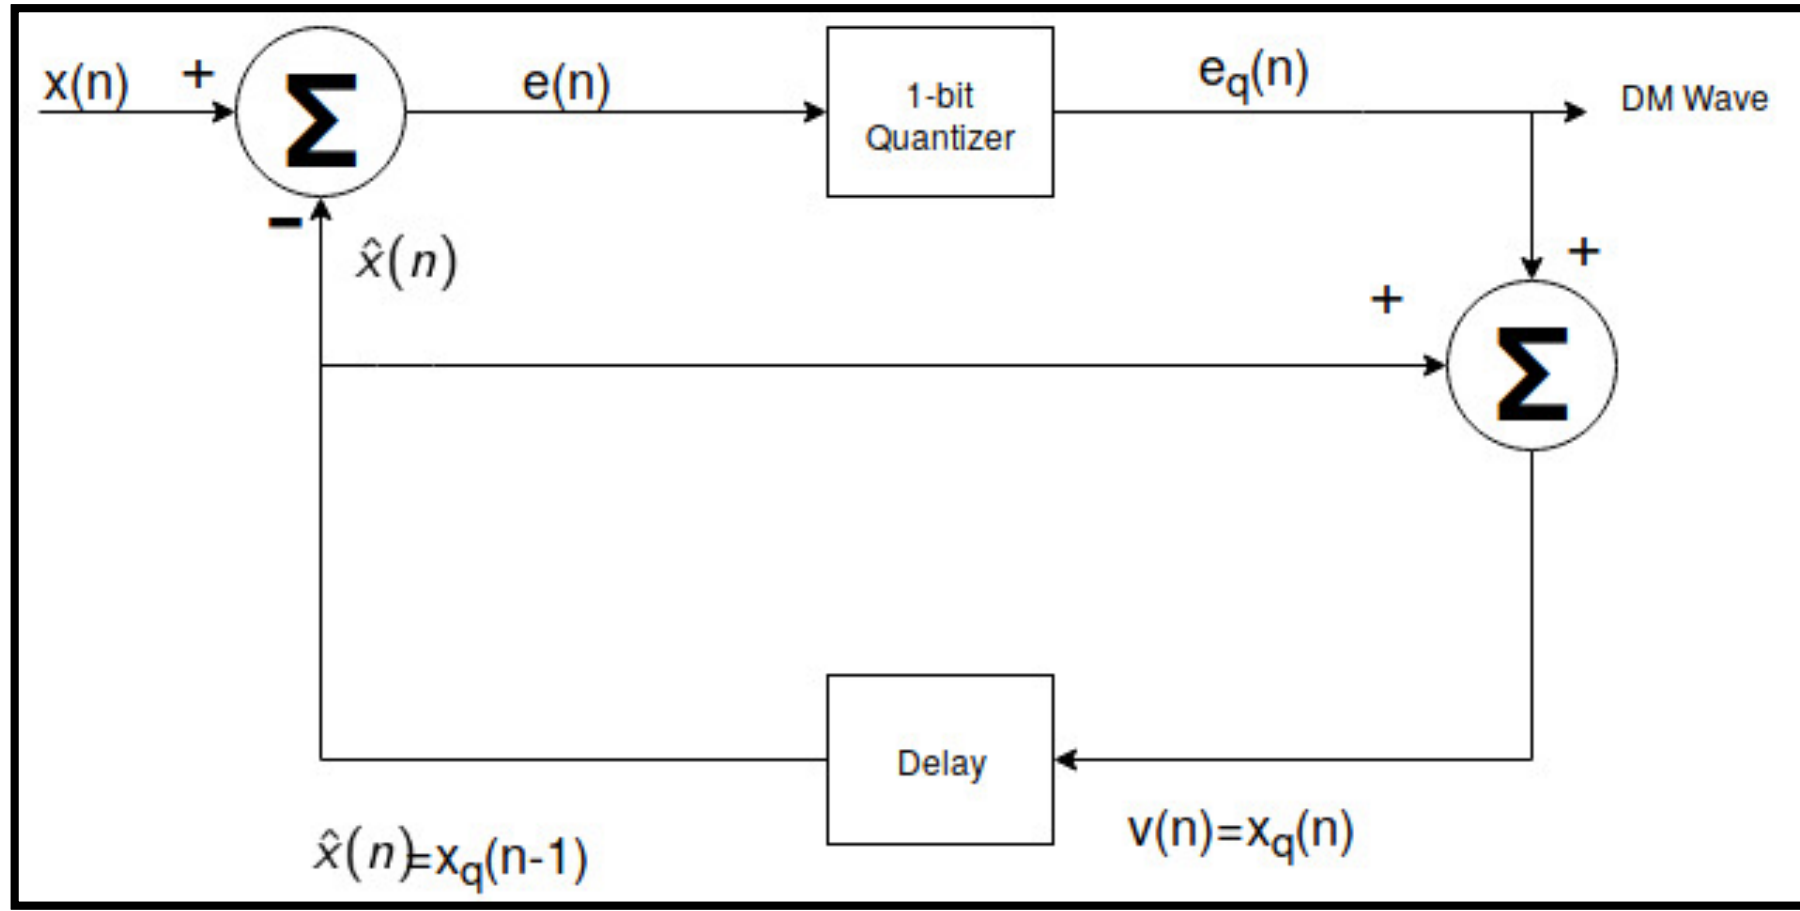 x(n)
+
Σ
e(n)
1-bit
Quantizer
eq(n)
DM Wave
-
x̂(n)
+
+
Σ
Delay
v(n)=xq(n)
x̂(n)=xq(n-1)